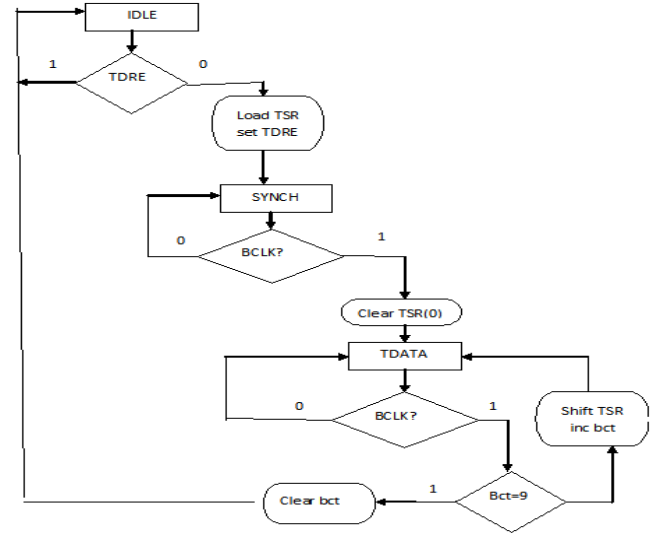 IDLE
1
TDRE
0
Load TSR
set TDRE
SYNCH
0
BCLK?
1
Clear TSR(0)
TDATA
0
BCLK?
1
Shift TSR
inc bct
Clear bct
1
Bct=9